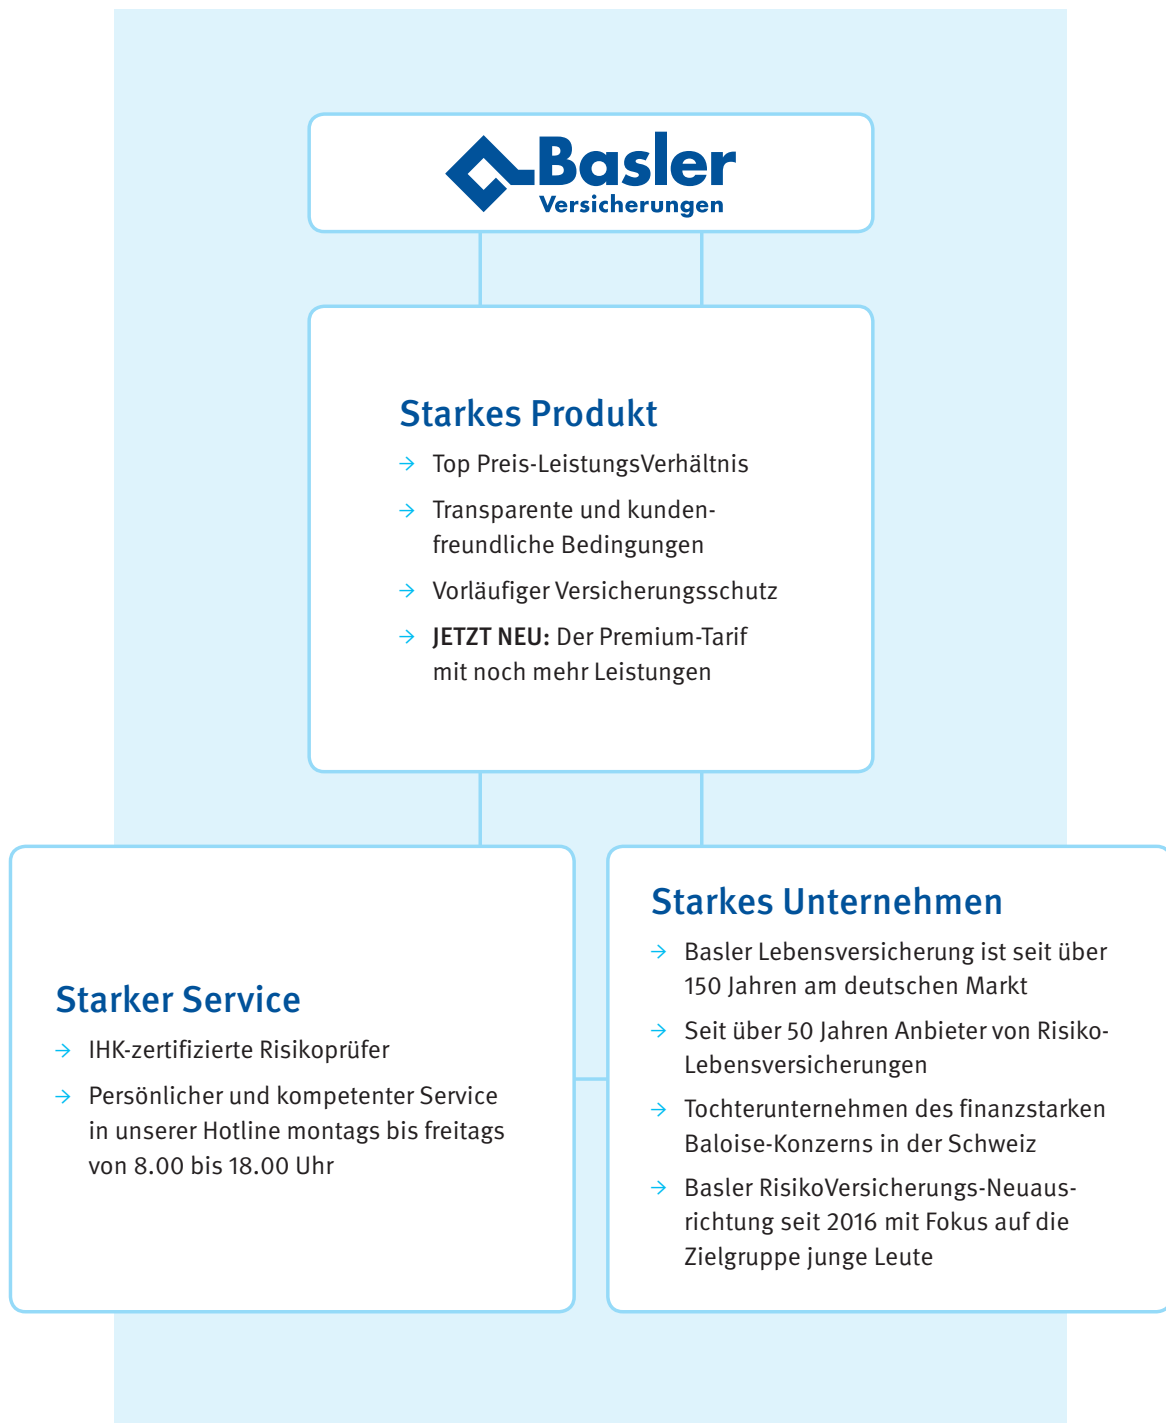 Basler
Versicherungen
Starkes Produkt
→ Top Preis-LeistungsVerhältnis
→ Transparente und kunden-
freundliche Bedingungen
→ Vorläufiger Versicherungsschutz
→ JETZT NEU: Der Premium-Tarif
mit noch mehr Leistungen
Starker Service
→ IHK-zertifizierte Risikoprüfer
→ Persönlicher und kompetenter Service
in unserer Hotline montags bis freitags
von 8.00 bis 18.00 Uhr
Starkes Unternehmen
→ Basler Lebensversicherung ist seit über
150 Jahren am deutschen Markt
→ Seit über 50 Jahren Anbieter von Risiko-
Lebensversicherungen
→ Tochterunternehmen des finanzstarken
Baloise-Konzerns in der Schweiz
→ Basler RisikoVersicherungs-Neuaus-
richtung seit 2016 mit Fokus auf die
Zielgruppe junge Leute